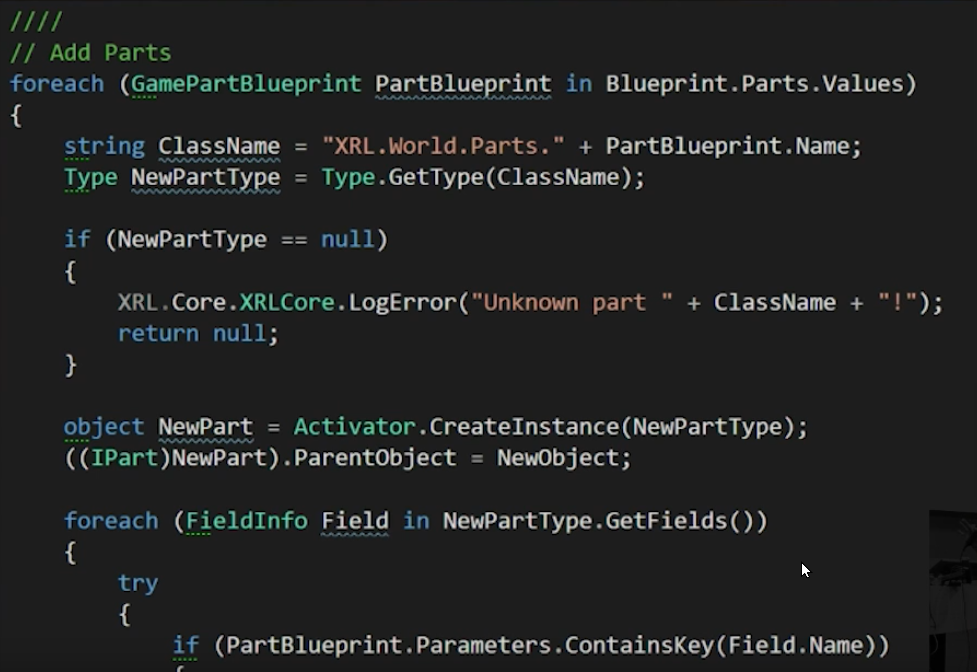 ////
// Add Parts
foreach (GamePartBlueprint PartBlueprint in Blueprint.Parts.Values)
{
    string ClassName = "XRL.World.Parts." + PartBlueprint.Name;
    Type NewPartType = Type.GetType(ClassName);

    if (NewPartType == null)
    {
        XRL.Core.XRLCore.LogError("Unknown part " + ClassName + "!");
        return null;
    }

    object NewPart = Activator.CreateInstance(NewPartType);
    ((IPart)NewPart).ParentObject = NewObject;

    foreach (FieldInfo Field in NewPartType.GetFields())
    {
        try
        {
            if (PartBlueprint.Parameters.ContainsKey(Field.Name))
            {